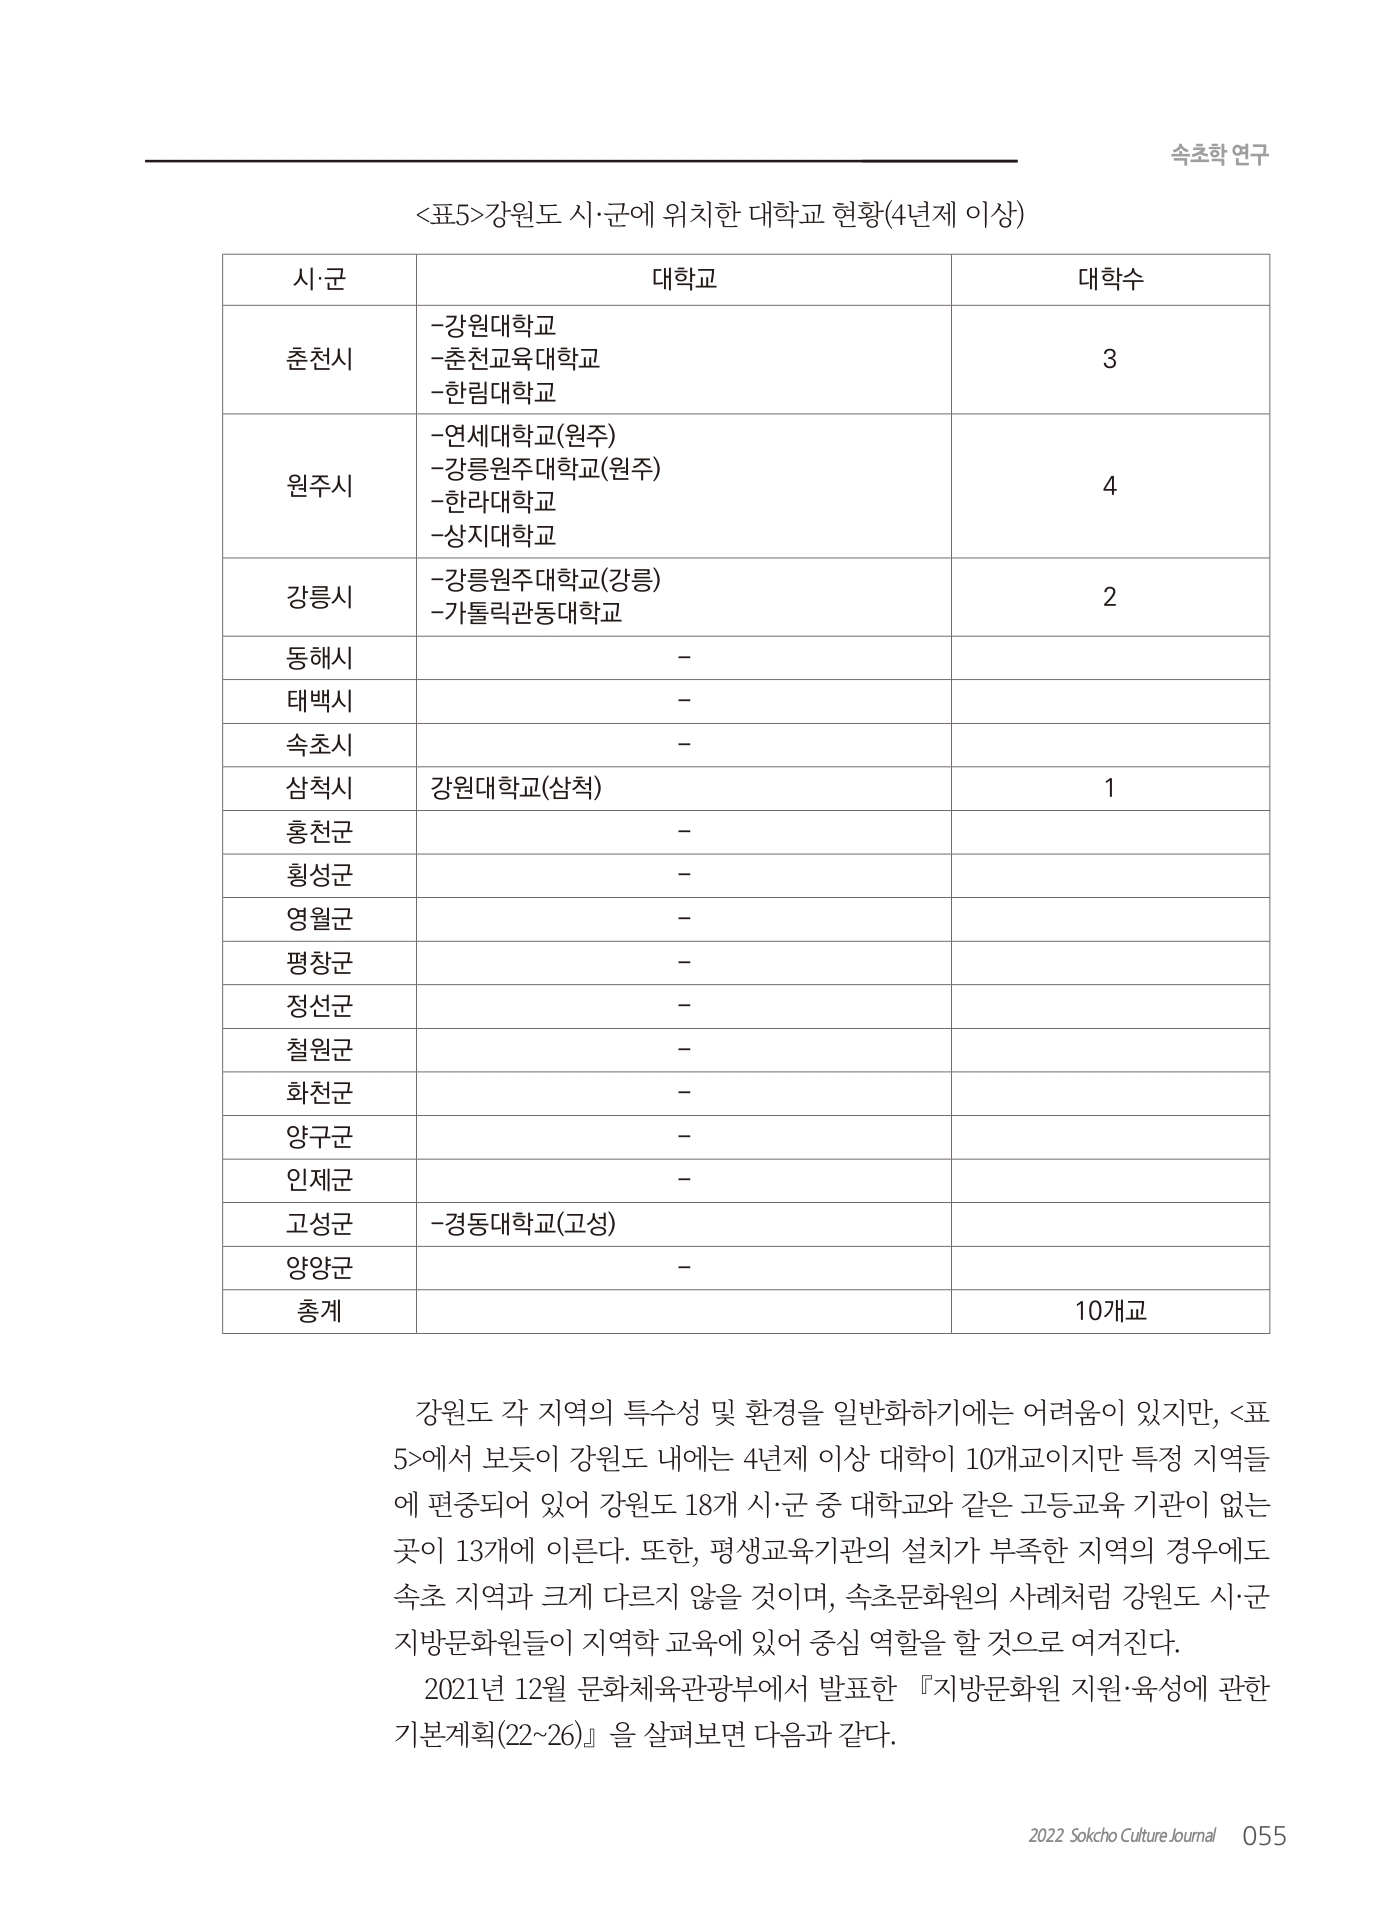 속초학 연구
<표5>강원도 시·군에 위치한 대학교 현황(4년제 이상)
시·군 대학교 대학수
춘천시 -강원대학교
-춘천교육대학교
-한림대학교 3
원주시 -연세대학교(원주)
-강릉원주대학교(원주)
-한라대학교
-상지대학교 4
강릉시 -강릉원주대학교(강릉)
-가톨릭관동대학교 2
동해시 -
태백시 -
속초시 -
삼척시 강원대학교(삼척) 1
홍천군 -
횡성군 -
영월군 -
평창군 -
정선군 -
철원군 -
화천군 -
양구군 -
인제군 -
고성군 -경동대학교(고성)
양양군 -
총계 10개교
강원도 각 지역의 특수성 및 환경을 일반화하기에는 어려움이 있지만, <표
5>에서 보듯이 강원도 내에는 4년제 이상 대학이 10개교이지만 특정 지역들
에 편중되어 있어 강원도 18개 시·군 중 대학교와 같은 고등교육 기관이 없는
곳이 13개에 이른다. 또한, 평생교육기관의 설치가 부족한 지역의 경우에도
속초 지역과 크게 다르지 않을 것이며, 속초문화원의 사례처럼 강원도 시·군
지방문화원들이 지역학 교육에 있어 중심 역할을 할 것으로 여겨진다.
2021년 12월 문화체육관광부에서 발표한 『지방문화원 지원·육성에 관한
기본계획(22~26)』을 살펴보면 다음과 같다.
2022 Sokcho Culture Journal 055